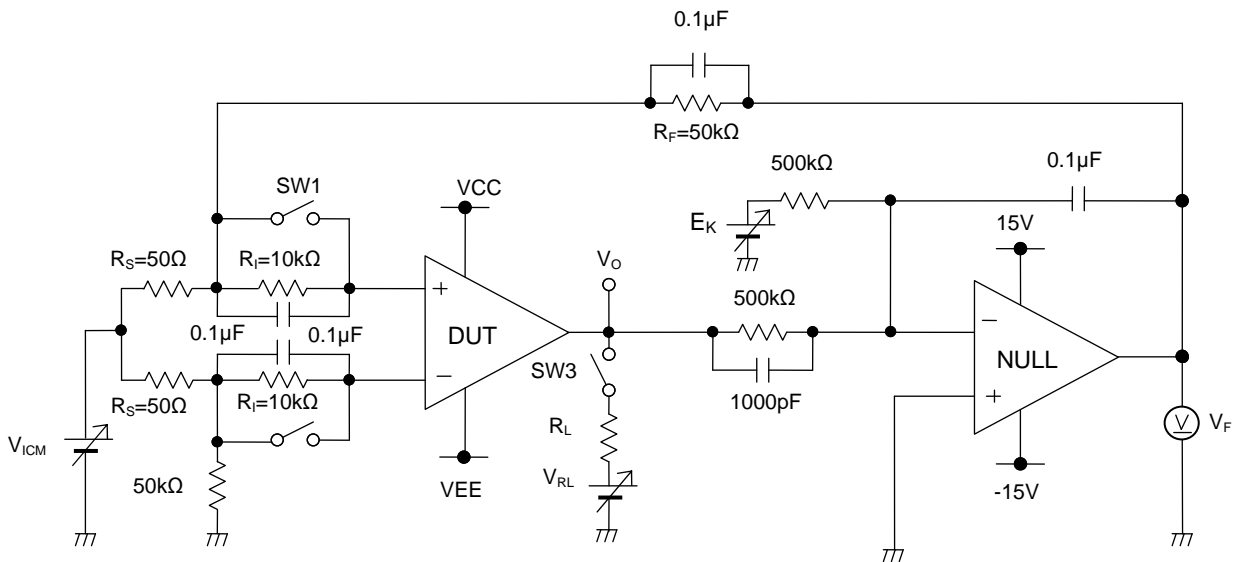 0.1µF
RF=50kΩ
500kΩ
0.1µF
SW1
VCC
EK
15V
RS=50Ω
RI=10kΩ
VO
500kΩ
+
−
0.1µF
0.1µF
DUT
NULL
−
SW3
+
RS=50Ω
RI=10kΩ
1000pF
V
VF
RL
VICM
50kΩ
VEE
VRL
-15V